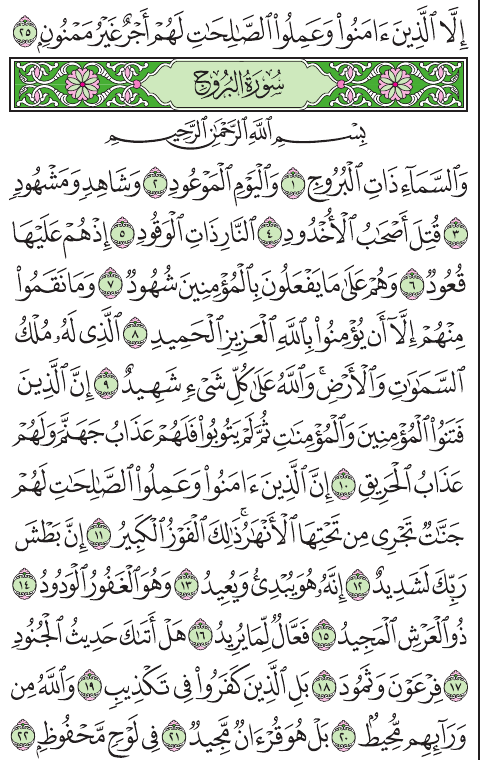 إِلَّا ٱلَّذِينَ ءَامَنُوا۟ وَعَمِلُوا۟ ٱلصَّٰلِحَٰتِ لَهُمْ أَجْرٌ غَيْرُ مَمْنُونٍ ٢٥
سُورَةُ البُرُوجِ
بِسْمِ ٱللَّهِ ٱلرَّحْمَٰنِ ٱلرَّحِيمِ
وَٱلسَّمَآءِ ذَاتِ ٱلْبُرُوجِ ١ وَٱلْيَوْمِ ٱلْمَوْعُودِ ٢ وَشَاهِدٍ وَمَشْهُودٍ
٣ قُتِلَ أَصْحَٰبُ ٱلْأُخْدُودِ ٤ ٱلنَّارِ ذَاتِ ٱلْوَقُودِ ٥ إِذْ هُمْ عَلَيْهَا
قُعُودٌ ٦ وَهُمْ عَلَىٰ مَا يَفْعَلُونَ بِٱلْمُؤْمِنِينَ شُهُودٌ ٧ وَمَا نَقَمُوا۟
مِنْهُمْ إِلَّآ أَن يُؤْمِنُوا۟ بِٱللَّهِ ٱلْعَزِيزِ ٱلْحَمِيدِ ٨ ٱلَّذِى لَهُۥ مُلْكُ
ٱلسَّمَٰوَٰتِ وَٱلْأَرْضِ ۚ وَٱللَّهُ عَلَىٰ كُلِّ شَىْءٍ شَهِيدٌ ٩ إِنَّ ٱلَّذِينَ
فَتَنُوا۟ ٱلْمُؤْمِنِينَ وَٱلْمُؤْمِنَٰتِ ثُمَّ لَمْ يَتُوبُوا۟ فَلَهُمْ عَذَابُ جَهَنَّمَ وَلَهُمْ
عَذَابُ ٱلْحَرِيقِ ١٠ إِنَّ ٱلَّذِينَ ءَامَنُوا۟ وَعَمِلُوا۟ ٱلصَّٰلِحَٰتِ لَهُمْ
جَنَّٰتٌ تَجْرِى مِن تَحْتِهَا ٱلْأَنْهَٰرُ ۚ ذَٰلِكَ ٱلْفَوْزُ ٱلْكَبِيرُ ١١ إِنَّ بَطْشَ
رَبِّكَ لَشَدِيدٌ ١٢ إِنَّهُۥ هُوَ يُبْدِئُ وَيُعِيدُ ١٣ وَهُوَ ٱلْغَفُورُ ٱلْوَدُودُ ١٤
ذُو ٱلْعَرْشِ ٱلْمَجِيدُ ١٥ فَعَّالٌ لِّمَا يُرِيدُ ١٦ هَلْ أَتَىٰكَ حَدِيثُ ٱلْجُنُودِ
١٧ فِرْعَوْنَ وَثَمُودَ ١٨ بَلِ ٱلَّذِينَ كَفَرُوا۟ فِى تَكْذِيبٍ ١٩ وَٱللَّهُ مِن
وَرَآئِهِم مُّحِيطٌۢ ٢٠ بَلْ هُوَ قُرْءَانٌ مَّجِيدٌ ٢١ فِى لَوْحٍ مَّحْفُوظٍۭ ٢٢